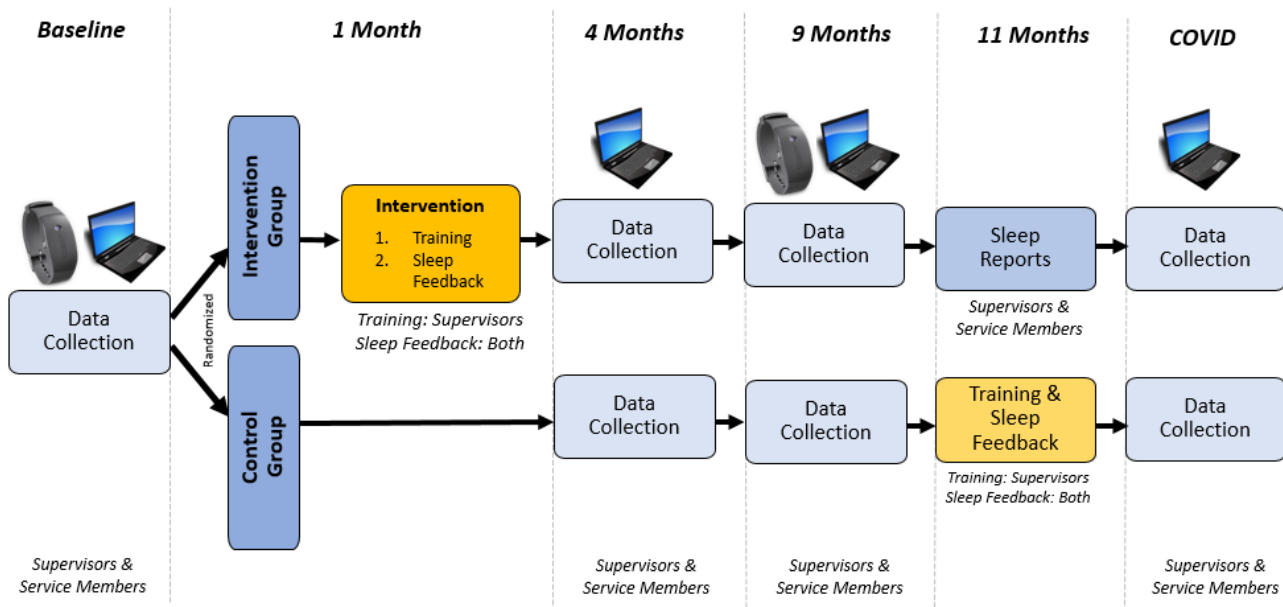 Baseline
1 Month
4 Months
9 Months
11 Months
COVID
Data
Collection
Randomized
Intervention
Group
Control
Group
Intervention
1. Training
2. Sleep
Feedback
Training: Supervisors
Sleep Feedback: Both
Data
Collection
Data
Collection
Sleep
Reports
Supervisors &
Service Members
Data
Collection
Data
Collection
Data
Collection
Training &
Sleep
Feedback
Training: Supervisors
Sleep Feedback: Both
Data
Collection
Supervisors &
Service Members
Supervisors &
Service Members
Supervisors &
Service Members
Supervisors &
Service Members